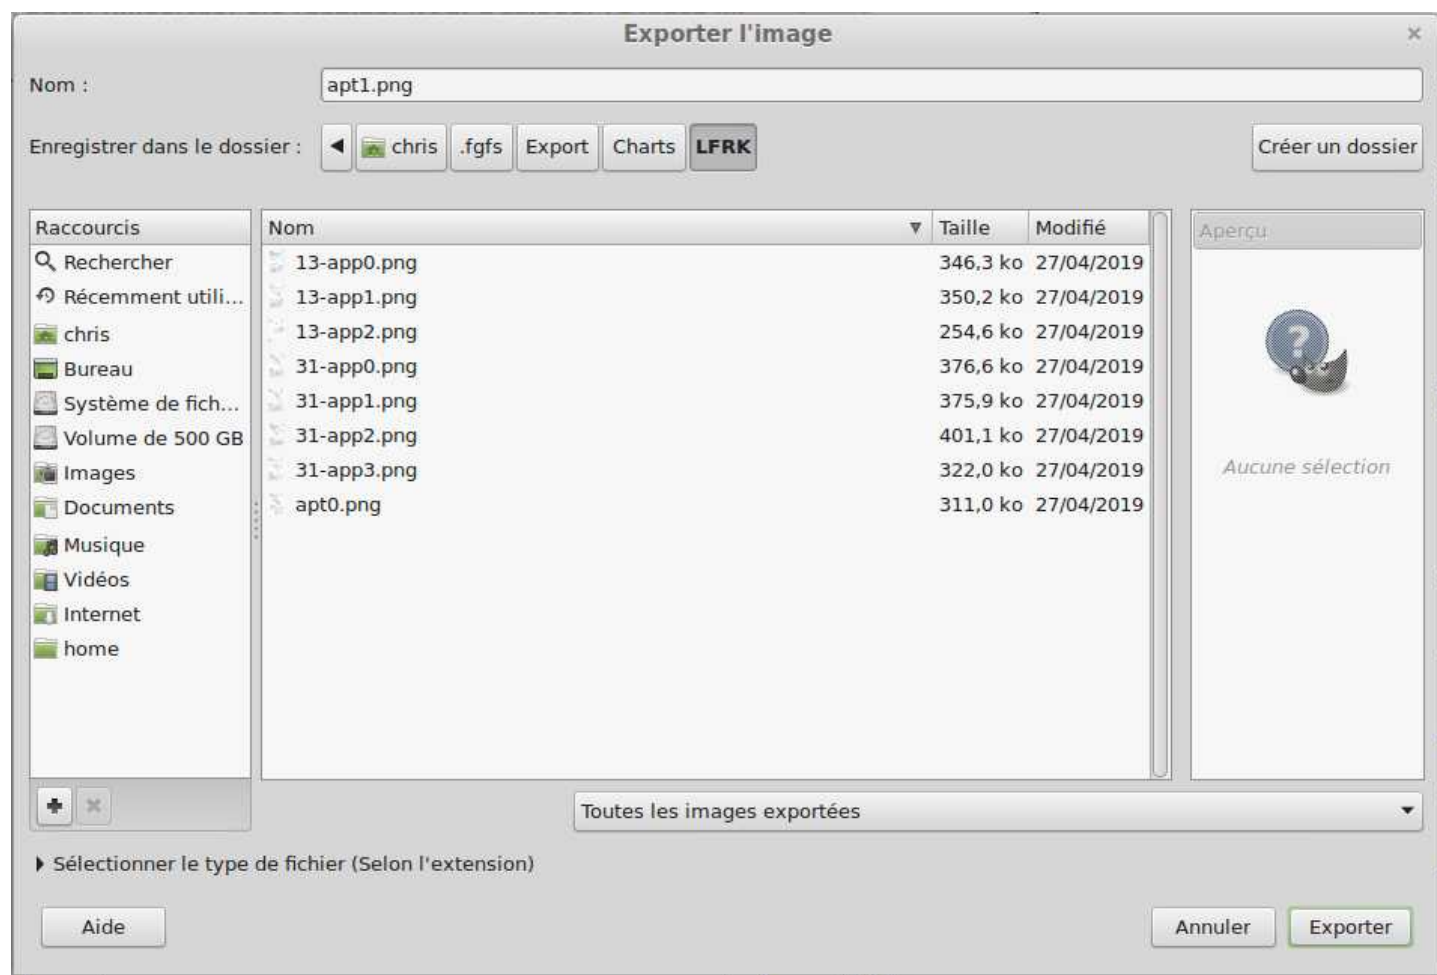 Exporter l'image
Nom :
apt1.png
Enregistrer dans le dossier :
chris
.fgfs
Export
Charts
LFRK
Créer un dossier
Raccourcis
Rechercher
Récemment utili...
chris
Bureau
Système de fich...
Volume de 500 GB
Images
Documents
Musique
Vidéos
Internet
home
Nom Taille Modifié
13-app0.png 346,3 ko 27/04/2019
13-app1.png 350,2 ko 27/04/2019
13-app2.png 254,6 ko 27/04/2019
31-app0.png 376,6 ko 27/04/2019
31-app1.png 375,9 ko 27/04/2019
31-app2.png 401,1 ko 27/04/2019
31-app3.png 322,0 ko 27/04/2019
apt0.png 311,0 ko 27/04/2019
Aperçu
?
Aucune sélection
Toutes les images exportées
Sélectionner le type de fichier (Selon l'extension)
Aide
Annuler
Exporter